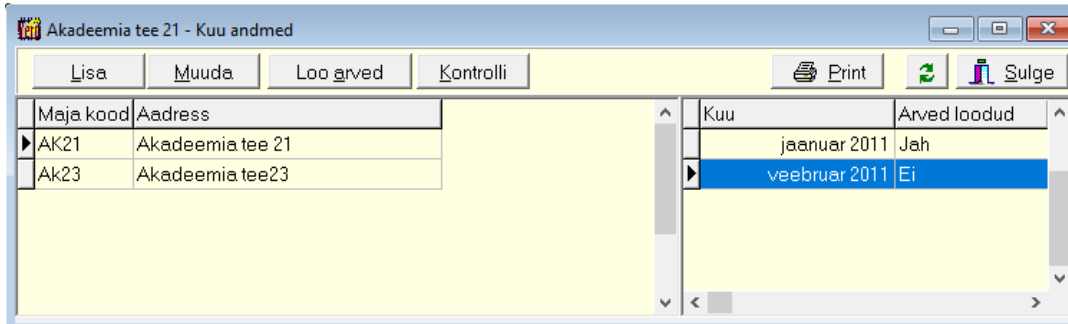 Akadeemia tee 21 - Kuu andmed
Lisa Muuda Loo arved Kontrolli Print Sulge
Maja kood Aadress Kuu Arved loodud
AK21 Akadeemia tee 21 jaanuar 2011 Jah
Ak23 Akadeemia tee23 veebruar 2011 Ei